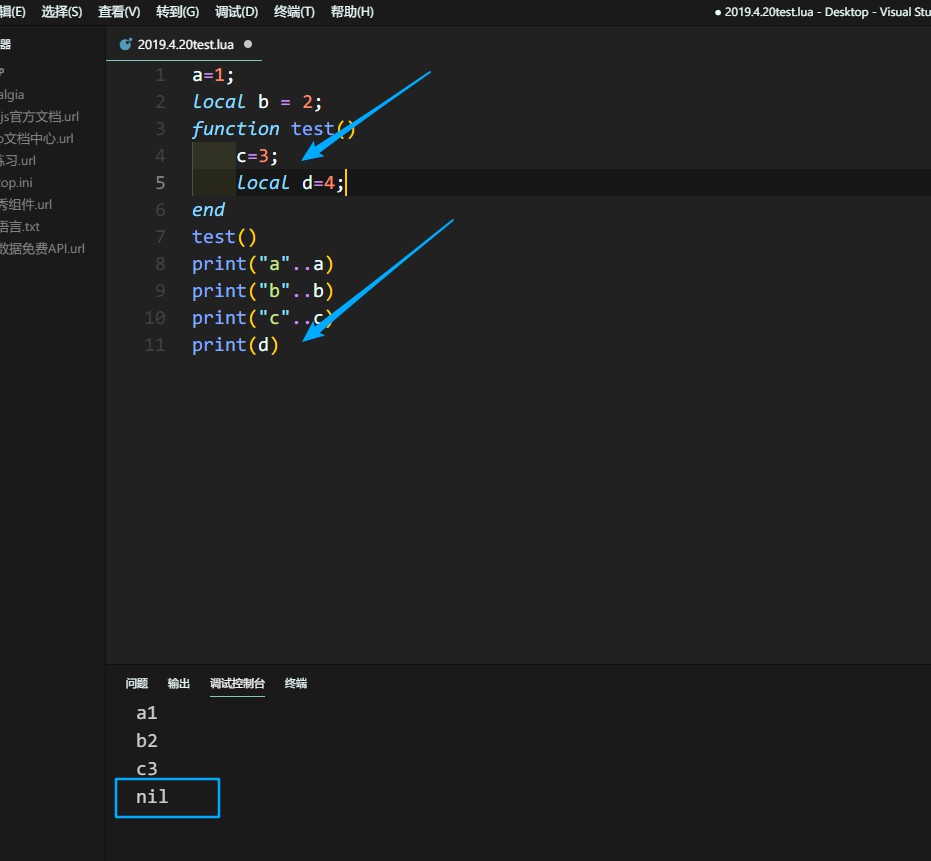 选择(S) 查看(V) 转到(G) 调试(D) 终端(T) 帮助(H)
● 2019.4.20test.lua - Desktop - Visual Stu
器
2019.4.20test.lua ●
algia
js官方文档.url
o文档中心.url
练习.url
top.ini
秀组件.url
语言.txt
数据免费API.url
1 a=1;
2 local b = 2;
3 function test()
4 c=3;
5 local d=4;
6 end
7 test()
8 print("a"..a)
9 print("b"..b)
10 print("c"..c)
11 print(d)
问题 输出 调试控制台 终端
a1
b2
c3
nil